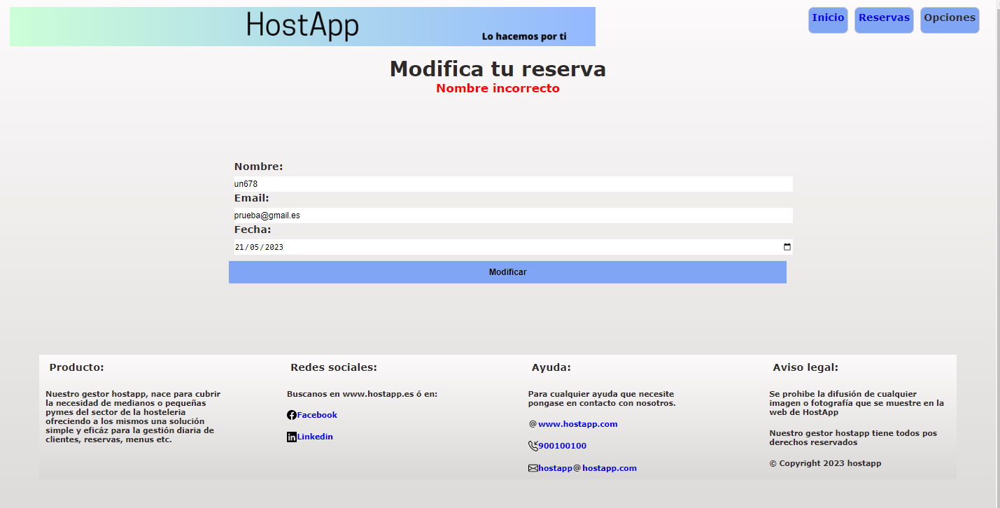 HostApp
Lo hacemos por ti
Inicio
Reservas
Opciones
Modifica tu reserva
Nombre incorrecto
Nombre:
un678
Email:
prueba@gmail.es
Fecha:
21/05/2023
Modificar
Producto:
Nuestro gestor hostapp, nace para cubrir
la necesidad de medianos o pequeñas
pymes del sector de la hosteleria
ofreciendo a los mismos una solución
simple y eficáz para la gestión diaria de
clientes, reservas, menus etc.
Redes sociales:
Buscanos en www.hostapp.es ó en:
Facebook
Linkedin
Ayuda:
Para cualquier ayuda que necesite
pongase en contacto con nosotros.
@www.hostapp.com
900100100
hostapp@hostapp.com
Aviso legal:
Se prohibe la difusión de cualquier
imagen o fotografía que se muestre en la
web de HostApp
Nuestro gestor hostapp tiene todos pos
derechos reservados
© Copyright 2023 hostapp